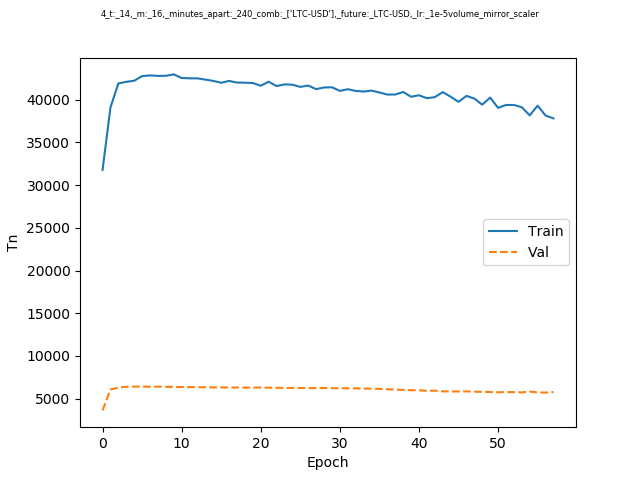 4_t:_14,_m:_16,_minutes_apart:_240_comb:_['LTC-USD'],_future:_LTC-USD,_lr:_1e-5volume_mirror_scaler
40000
35000
30000
25000
20000
15000
10000
5000
Tn
Train
Val
0 10 20 30 40 50
Epoch